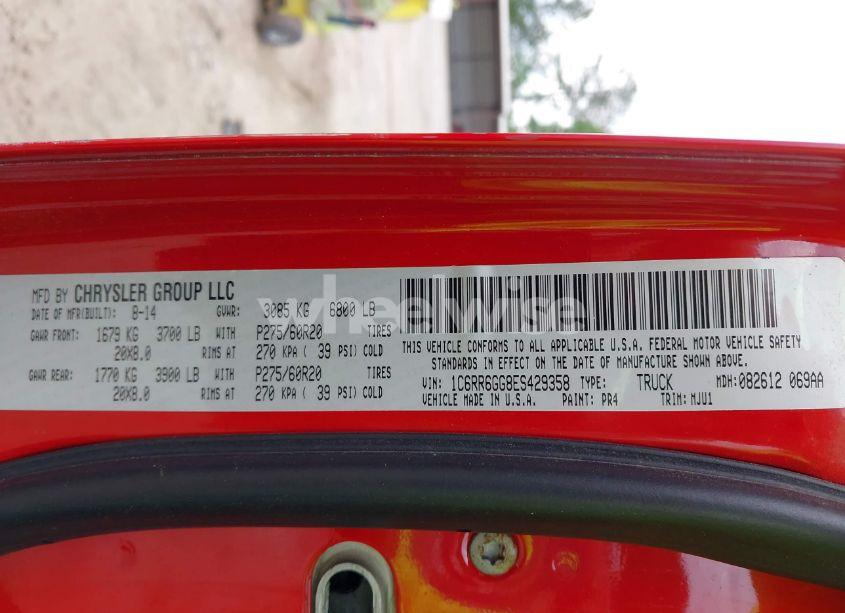 MFD BY CHRYSLER GROUP LLC
DATE OF MFR(BUILT): 8-14 GVWR: 3085 KG 6800 LB
GAWR FRONT: 1679 KG 3700 LB WITH P275/60R20 TIRES
20X8.0 RIMS AT 270 KPA ( 39 PSI) COLD
GAWR REAR: 1770 KG 3900 LB WITH P275/60R20 TIRES
20X8.0 RIMS AT 270 KPA ( 39 PSI) COLD
THIS VEHICLE CONFORMS TO ALL APPLICABLE U.S.A. FEDERAL MOTOR VEHICLE SAFETY
STANDARDS IN EFFECT ON THE DATE OF MANUFACTURE SHOWN ABOVE.
VIN: 1C6RR6GG8ES429358 TYPE: TRUCK MDH: 082612 069AA
VEHICLE MADE IN U.S.A. PAINT: PR4 TRIM: MJU1
wheelwise